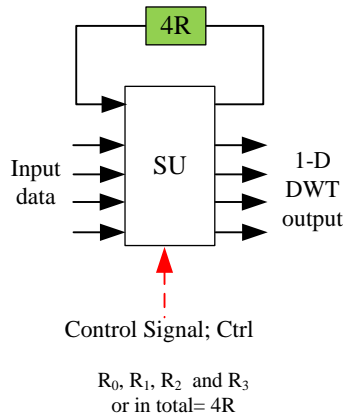 4R
SU
Input
data
1-D
DWT
output
Control Signal; Ctrl
R₀, R₁, R₂ and R₃
or in total= 4R